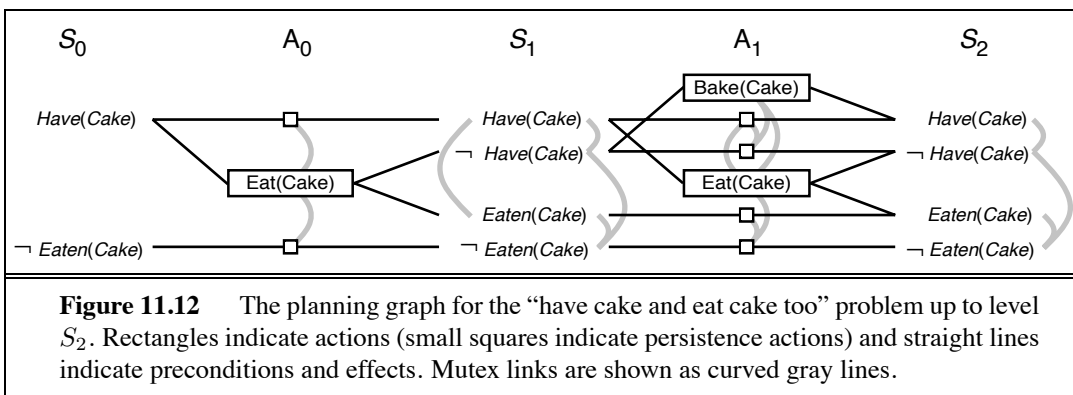 S0 A0 S1 A1 S2
Bake(Cake)
Have(Cake) Have(Cake) Have(Cake)
¬ Have(Cake) ¬ Have(Cake)
Eat(Cake) Eat(Cake)
Eaten(Cake) Eaten(Cake)
¬ Eaten(Cake) ¬ Eaten(Cake) ¬ Eaten(Cake)
Figure 11.12 The planning graph for the “have cake and eat cake too” problem up to level
S2. Rectangles indicate actions (small squares indicate persistence actions) and straight lines
indicate preconditions and effects. Mutex links are shown as curved gray lines.